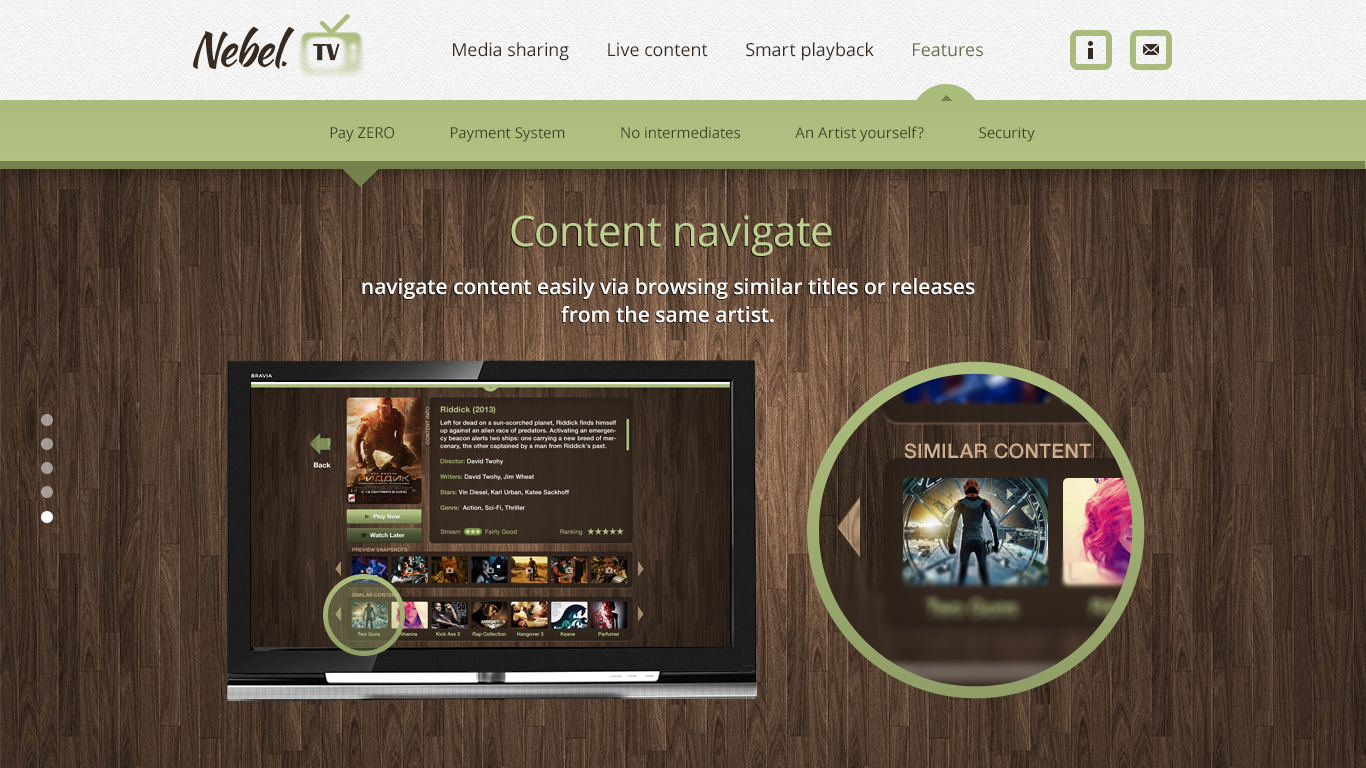 Nebel. TV
Media sharing
Live content
Smart playback
Features
Pay ZERO
Payment System
No intermediates
An Artist yourself?
Security
Content navigate
navigate content easily via browsing similar titles or releases
from the same artist.
BRAVIA
Back
РИДДИК
CONTENT INFO
Riddick (2013)
Left for dead on a sun-scorched planet, Riddick finds himself
up against an alien race of predators. Activating an emergen-
cy beacon alerts two ships: one carrying a new breed of mer-
cenary, the other captured by a man from Riddick's past.
Director: David Twohy
Writers: David Twohy, Jim Wheat
Stars: Vin Diesel, Karl Urban, Katee Sackhoff
Genre: Action, Sci-Fi, Thriller
Stream
Fairly Good
Ranking
Play Now
Watch Later
PREVIEW SNAPSHOTS
SIMILAR CONTENT
Two Guns
Rihanna
Kick Ass 2
Rap Collection
Hangover 3
Keane
Parfumer
SIMILAR CONTENT
Two Guns